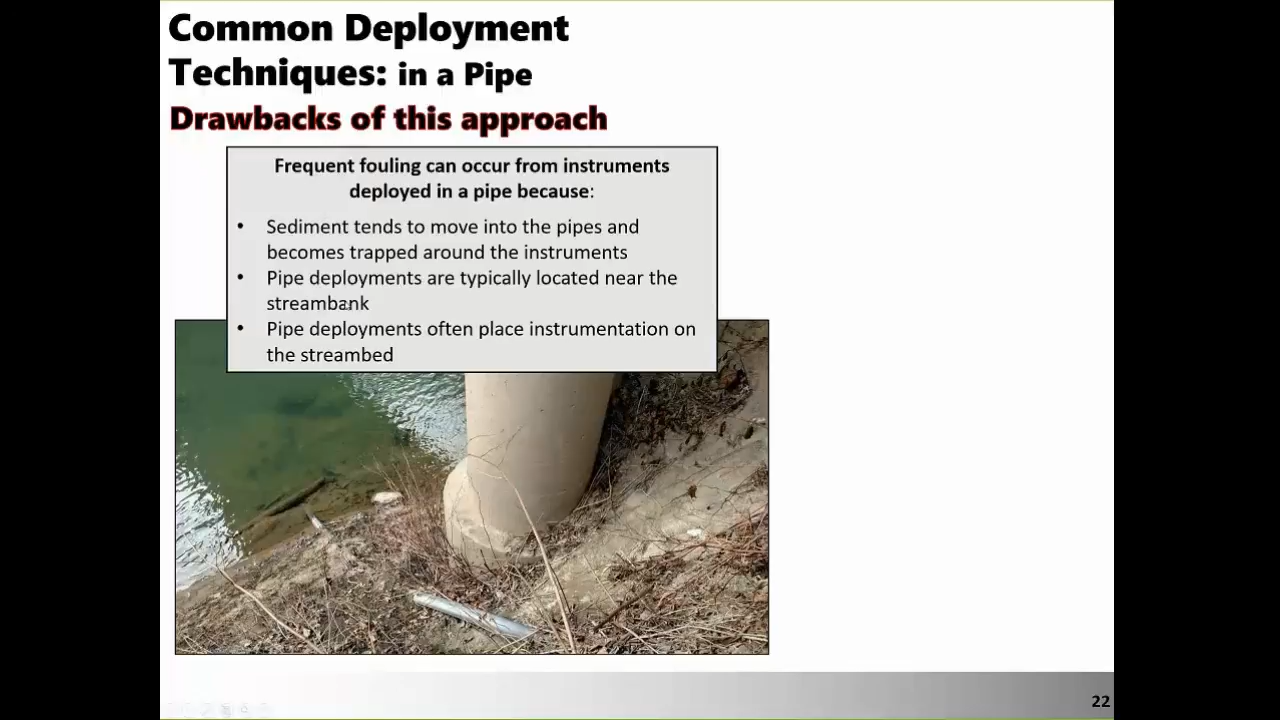 Common Deployment
Techniques: in a Pipe
Drawbacks of this approach
Frequent fouling can occur from instruments
deployed in a pipe because:
• Sediment tends to move into the pipes and
becomes trapped around the instruments
• Pipe deployments are typically located near the
streambank
• Pipe deployments often place instrumentation on
the streambed
22